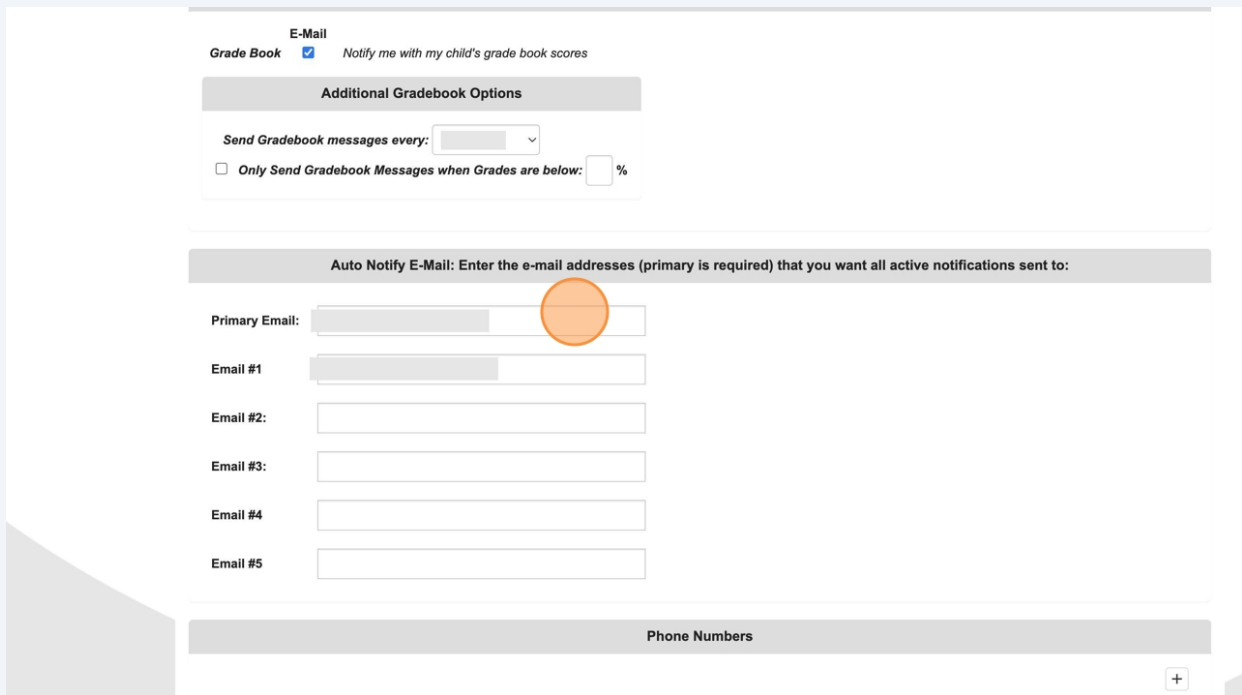 E-Mail
Grade Book Notify me with my child's grade book scores
Additional Gradebook Options
Send Gradebook messages every:
Only Send Gradebook Messages when Grades are below: %
Auto Notify E-Mail: Enter the e-mail addresses (primary is required) that you want all active notifications sent to:
Primary Email:
Email #1
Email #2:
Email #3:
Email #4
Email #5
Phone Numbers
+